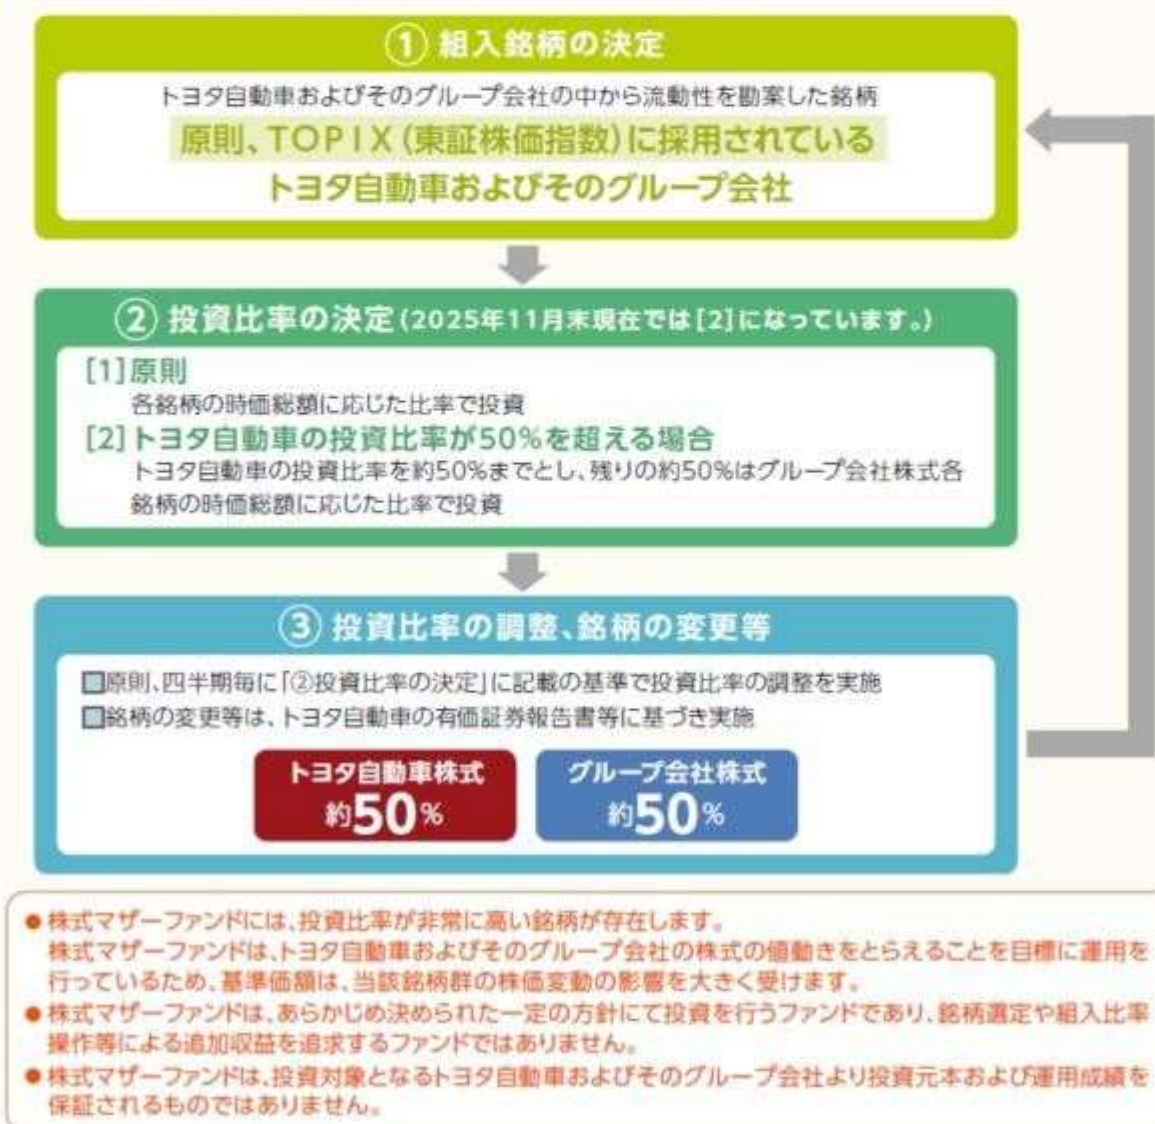 ① 組入銘柄の決定
トヨタ自動車およびそのグループ会社の中から流動性を勘案した銘柄
原則、TOPIX(東証株価指数)に採用されている
トヨタ自動車およびそのグループ会社
② 投資比率の決定(2025年11月末現在では[2]になっています。)
[1]原則
各銘柄の時価総額に応じた比率で投資
[2]トヨタ自動車の投資比率が50%を超える場合
トヨタ自動車の投資比率を約50%までとし、残りの約50%はグループ会社株式各
銘柄の時価総額に応じた比率で投資
③ 投資比率の調整、銘柄の変更等
□原則、四半期毎に「②投資比率の決定」に記載の基準で投資比率の調整を実施
□銘柄の変更等は、トヨタ自動車の有価証券報告書等に基づき実施
トヨタ自動車株式
約50%
グループ会社株式
約50%
●株式マザーファンドには、投資比率が非常に高い銘柄が存在します。
株式マザーファンドは、トヨタ自動車およびそのグループ会社の株式の値動きをとらえることを目標に運用を
行っているため、基準価額は、当該銘柄群の株価変動の影響を大きく受けます。
●株式マザーファンドは、あらかじめ決められた一定の方針にて投資を行うファンドであり、銘柄選定や組入比率
操作等による追加収益を追求するファンドではありません。
●株式マザーファンドは、投資対象となるトヨタ自動車およびそのグループ会社より投資元本および運用成績を
保証されるものではありません。